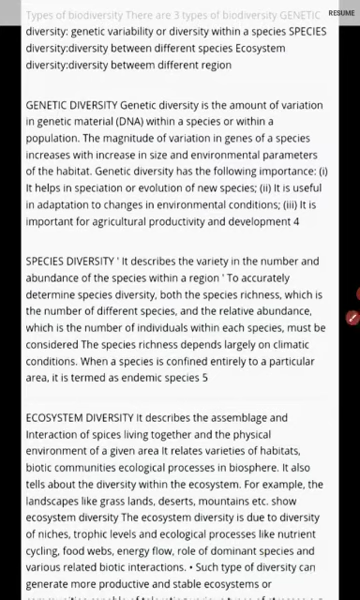 RESUME
Types of biodiversity There are 3 types of biodiversity GENETIC
diversity: genetic variability or diversity within a species SPECIES
diversity:diversity between different species Ecosystem
diversity:diversity betweem different region
GENETIC DIVERSITY Genetic diversity is the amount of variation
in genetic material (DNA) within a species or within a
population. The magnitude of variation in genes of a species
increases with increase in size and environmental parameters
of the habitat. Genetic diversity has the following importance: (i)
It helps in speciation or evolution of new species; (ii) It is useful
in adaptation to changes in environmental conditions; (iii) It is
important for agricultural productivity and development 4
SPECIES DIVERSITY ' It describes the variety in the number and
abundance of the species within a region ' To accurately
determine species diversity, both the species richness, which is
the number of different species, and the relative abundance,
which is the number of individuals within each species, must be
considered The species richness depends largely on climatic
conditions. When a species is confined entirely to a particular
area, it is termed as endemic species 5
ECOSYSTEM DIVERSITY It describes the assemblage and
Interaction of spices living together and the physical
environment of a given area It relates varieties of habitats,
biotic communities ecological processes in biosphere. It also
tells about the diversity within the ecosystem. For example, the
landscapes like grass lands, deserts, mountains etc. show
ecosystem diversity The ecosystem diversity is due to diversity
of niches, trophic levels and ecological processes like nutrient
cycling, food webs, energy flow, role of dominant species and
various related biotic interactions. • Such type of diversity can
generate more productive and stable ecosystems or